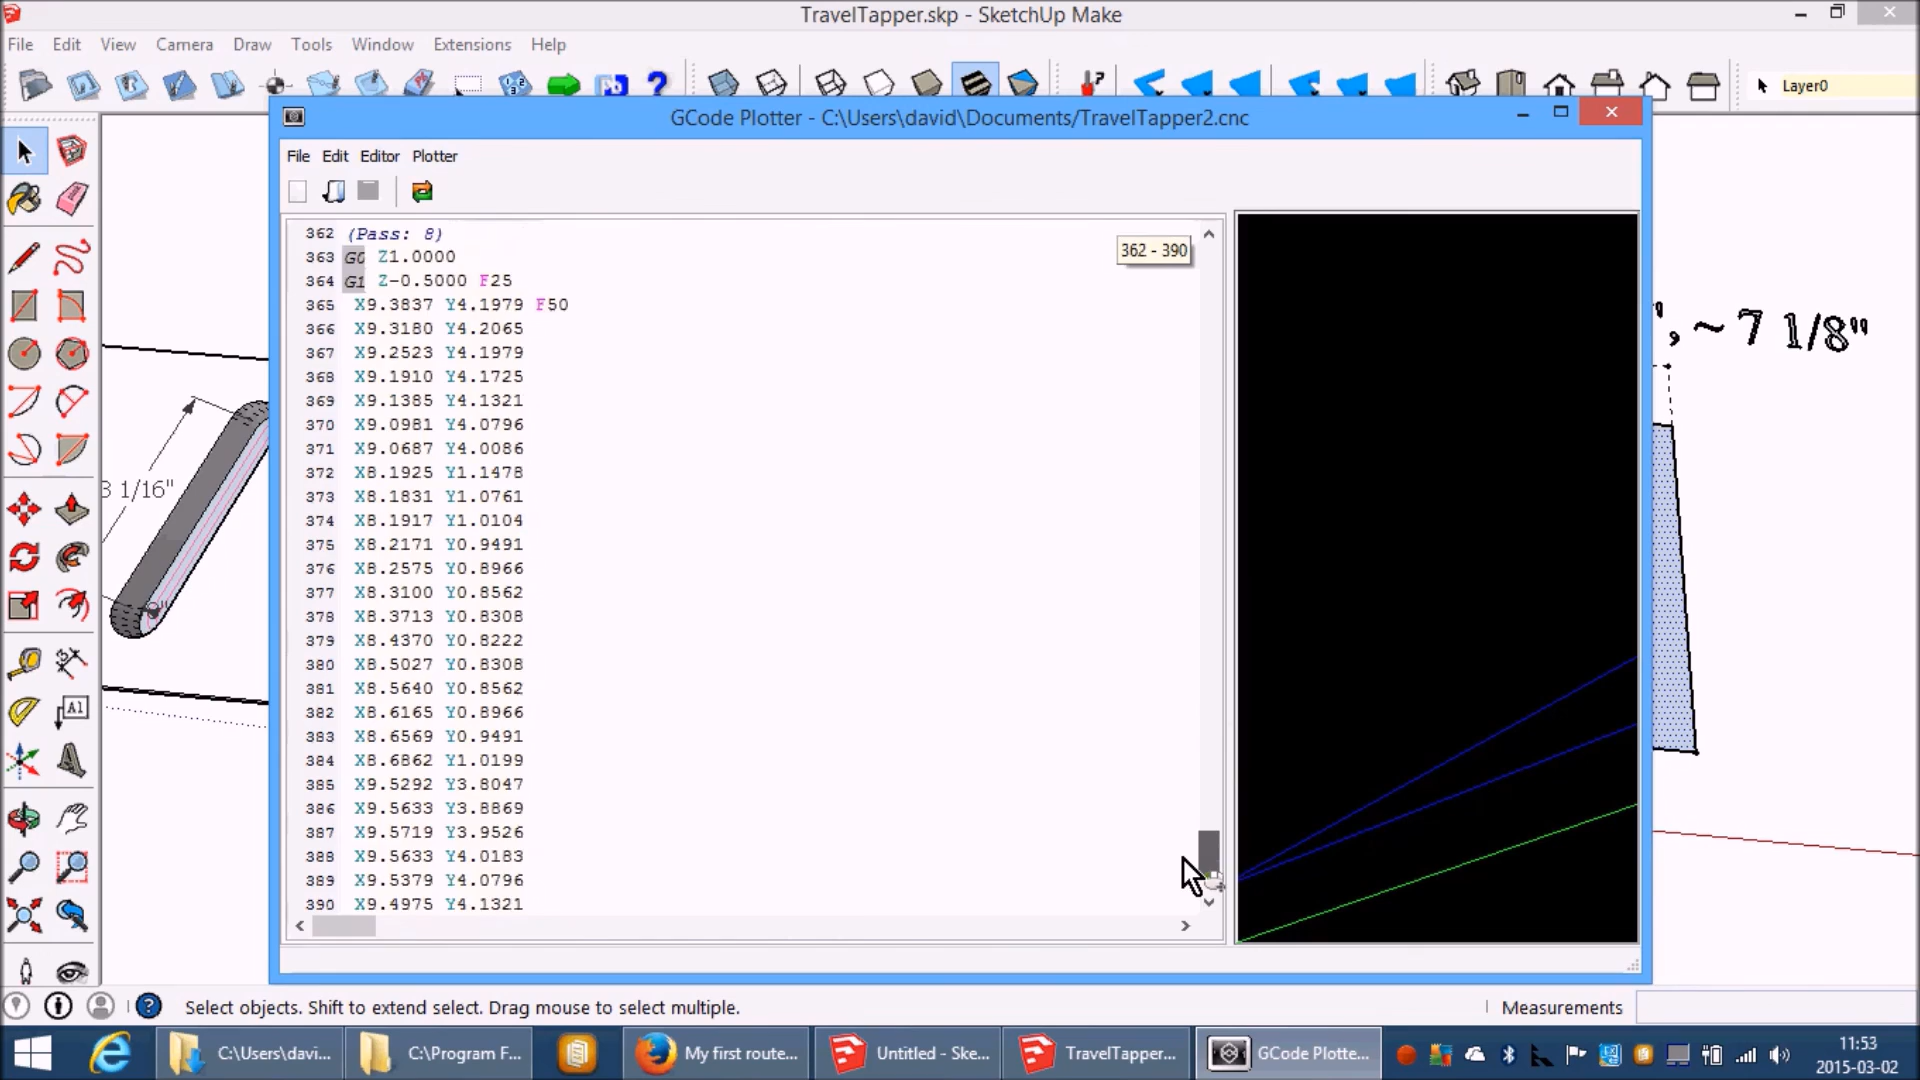 TravelTapper.skp - SketchUp Make
File Edit View Camera Draw Tools Window Extensions Help
Layer0
GCode Plotter - C:\Users\david\Documents/TravelTapper2.cnc
File Edit Editor Plotter
362 (Pass: 8)
362 - 390
363 G0 Z1.0000
364 G1 Z-0.5000 F25
365 X9.3837 Y4.1979 F50
366 X9.3180 Y4.2065
367 X9.2523 Y4.1979
368 X9.1910 Y4.1725
369 X9.1385 Y4.1321
370 X9.0981 Y4.0796
371 X9.0687 Y4.0086
372 X8.1925 Y1.1478
373 X8.1831 Y1.0761
374 X8.1917 Y1.0104
375 X8.2171 Y0.9491
376 X8.2575 Y0.8966
377 X8.3100 Y0.8562
378 X8.3713 Y0.8308
379 X8.4370 Y0.8222
380 X8.5027 Y0.8308
381 X8.5640 Y0.8562
382 X8.6165 Y0.8966
383 X8.6569 Y0.9491
384 X8.6862 Y1.0199
385 X9.5292 Y3.8047
386 X9.5633 Y3.8869
387 X9.5719 Y3.9526
388 X9.5633 Y4.0183
389 X9.5379 Y4.0796
390 X9.4975 Y4.1321
", ~ 7 1/8"
3 1/16"
Select objects. Shift to extend select. Drag mouse to select multiple.
Measurements
C:\Users\davi...
C:\Program F...
My first route...
Untitled - Ske...
TravelTapper...
GCode Plotte...
11:53
2015-03-02